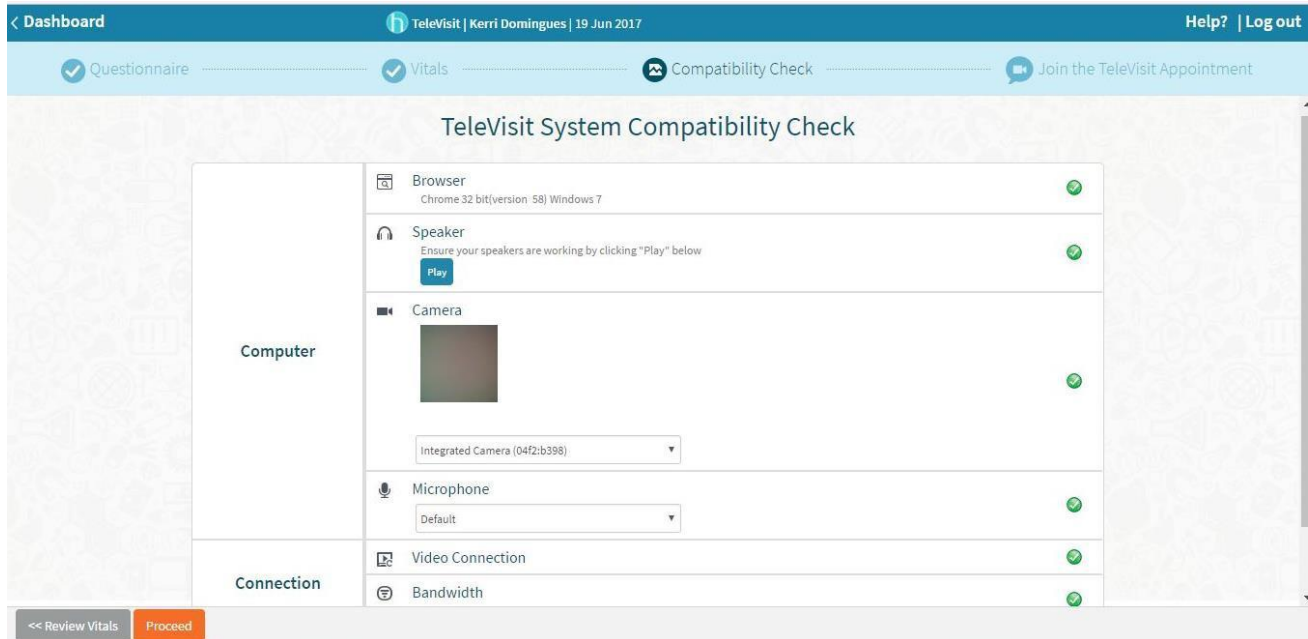 < Dashboard
TeleVisit | Kerri Domingues | 19 Jun 2017
Help? | Log out
Questionnaire
Vitals
Compatibility Check
Join the TeleVisit Appointment
TeleVisit System Compatibility Check
Computer
Browser
Chrome 32 bit(version 58) Windows 7
Speaker
Ensure your speakers are working by clicking "Play" below
Play
Camera
Integrated Camera (04f2:b398)
Microphone
Default
Connection
Video Connection
Bandwidth
<< Review Vitals
Proceed